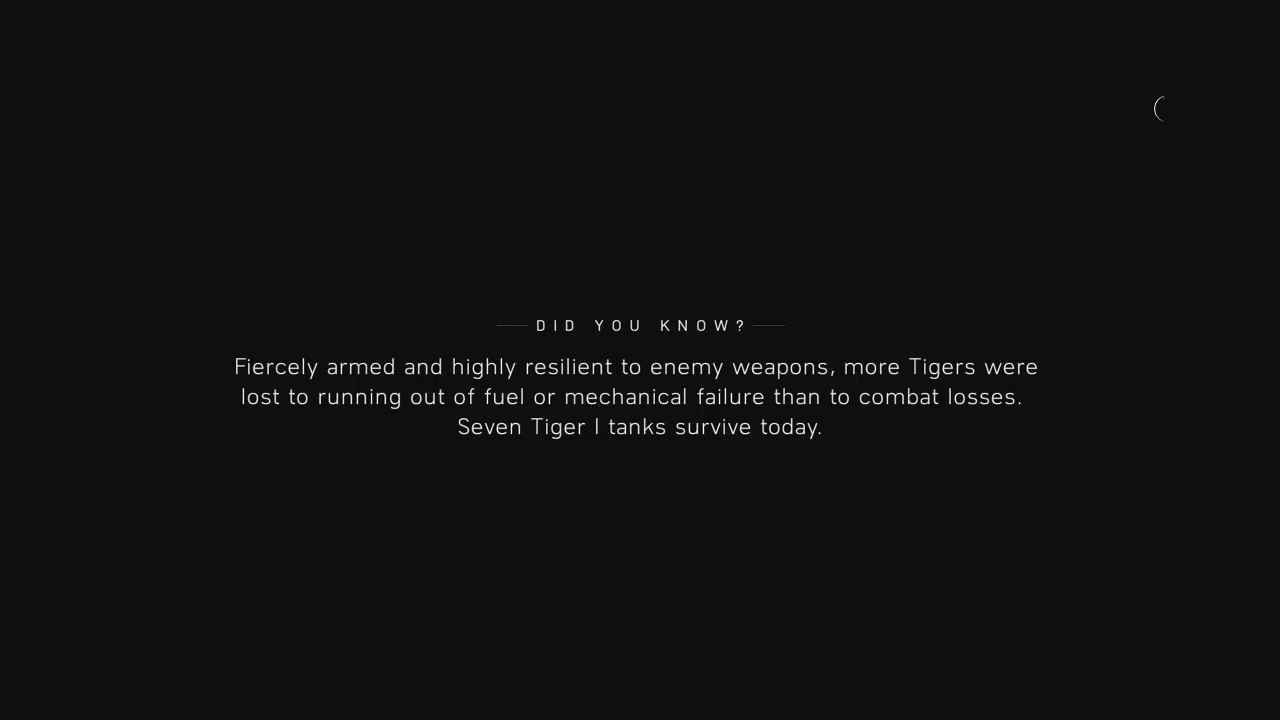 DID YOU KNOW?
Fiercely armed and highly resilient to enemy weapons, more Tigers were
lost to running out of fuel or mechanical failure than to combat losses.
Seven Tiger I tanks survive today.